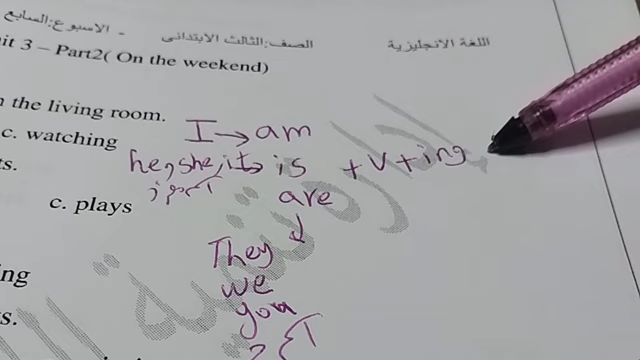 الاسبوع:السابع - الصف:الثالث الابتدائى اللغة الانجليزية
it 3 – Part2( On the weekend)
n the living room.
I → am
c. watching
he, she, it → is + V + ing
ts.
are
c. plays
They
we
you
ing
s.